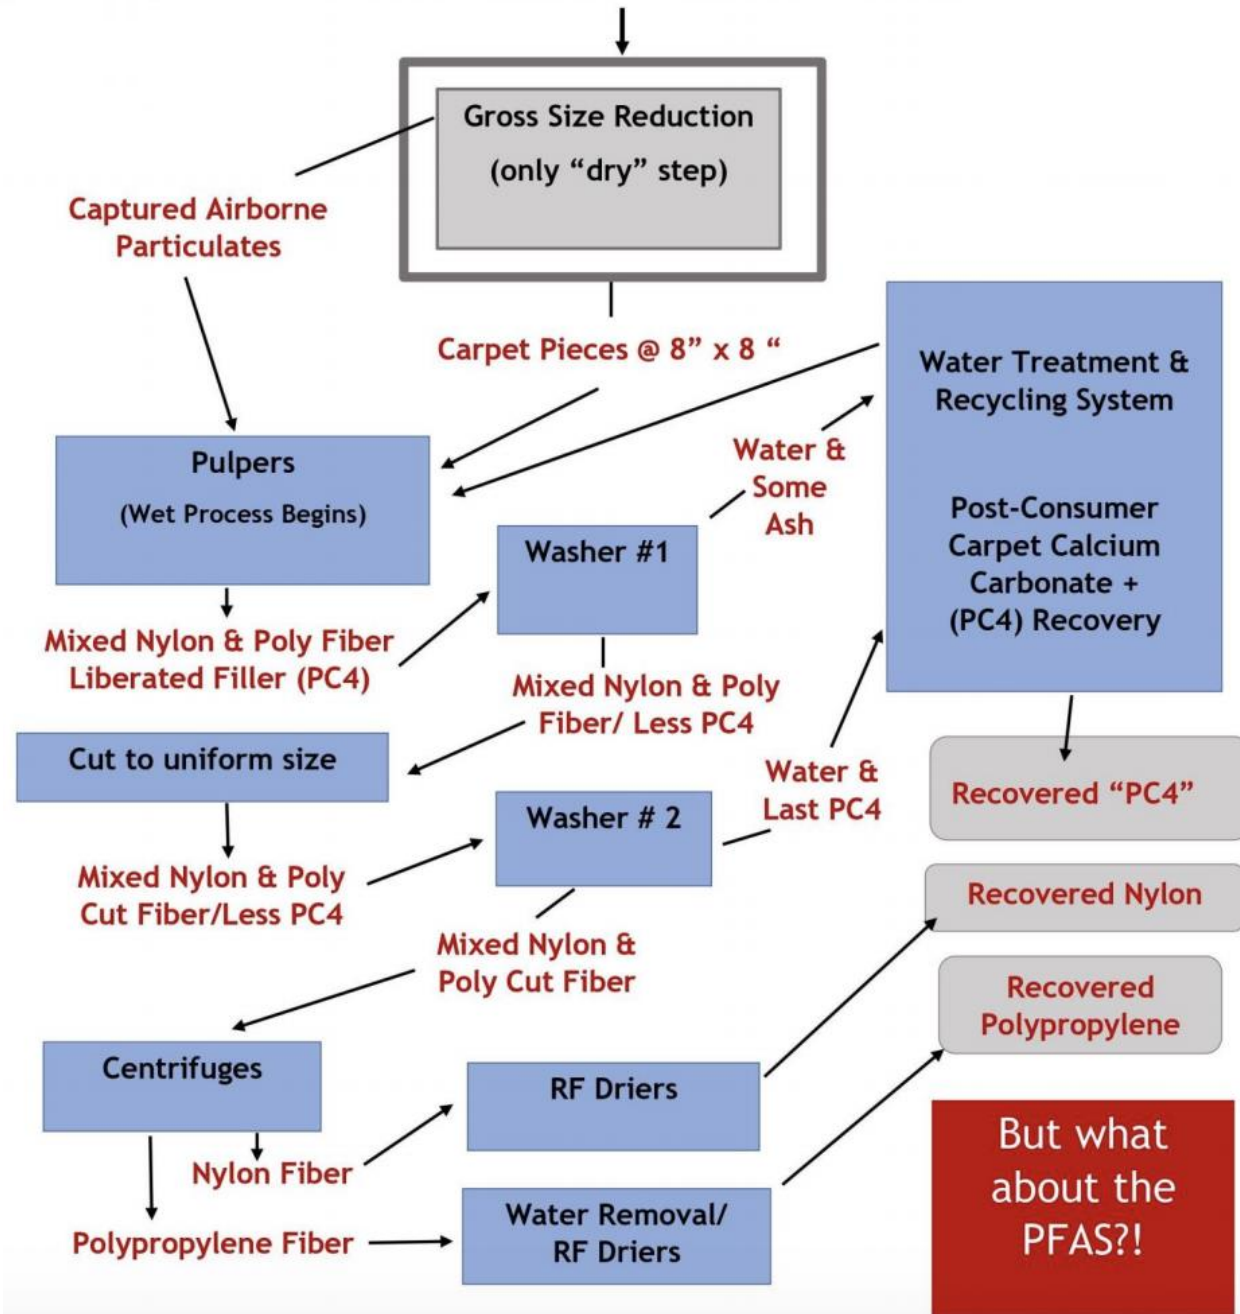 Gross Size Reduction
(only “dry” step)
Captured Airborne
Particulates
Carpet Pieces @ 8” x 8 “
Water Treatment &
Recycling System
Post-Consumer
Carpet Calcium
Carbonate +
(PC4) Recovery
Pulpers
(Wet Process Begins)
Water &
Some
Ash
Washer #1
Mixed Nylon & Poly Fiber
Liberated Filler (PC4)
Mixed Nylon & Poly
Fiber/ Less PC4
Cut to uniform size
Water &
Last PC4
Recovered “PC4”
Washer # 2
Mixed Nylon & Poly
Cut Fiber/Less PC4
Recovered Nylon
Mixed Nylon &
Poly Cut Fiber
Recovered
Polypropylene
Centrifuges
RF Driers
Nylon Fiber
Polypropylene Fiber
Water Removal/
RF Driers
But what
about the
PFAS?!